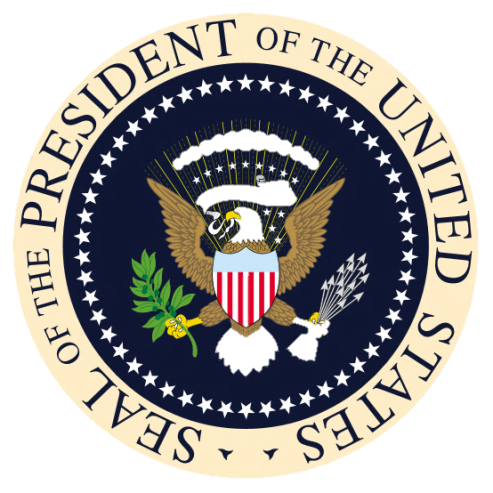 SEAL OF THE PRESIDENT OF THE UNITED STATES